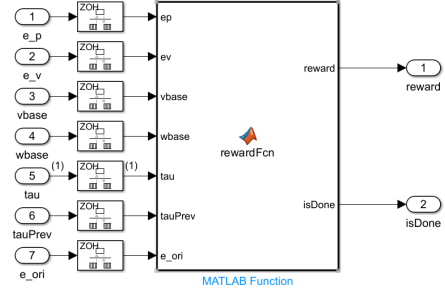 1
ZOH
ep
e_p
2
ZOH
ev
e_v
reward
1
reward
3
ZOH
vbase
vbase
4
ZOH
wbase
wbase
rewardFcn
5
(1)
ZOH
(1)
tau
tau
6
ZOH
tauPrev
tauPrev
isDone
2
isDone
7
ZOH
e_ori
e_ori
MATLAB Function